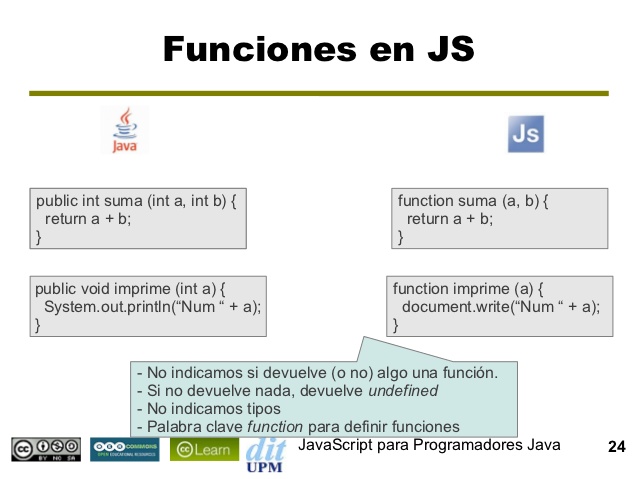 Funciones en JS
Java
Js
public int suma (int a, int b) {
return a + b;
}
function suma (a, b) {
return a + b;
}
public void imprime (int a) {
System.out.println(“Num “ + a);
}
function imprime (a) {
document.write(“Num “ + a);
}
- No indicamos si devuelve (o no) algo una función.
- Si no devuelve nada, devuelve undefined
- No indicamos tipos
- Palabra clave function para definir funciones
cc
BY NC SA
COMMONS
OPEN EDUCATIONAL RESOURCES
cc Learn
dit
UPM
JavaScript para Programadores Java
24